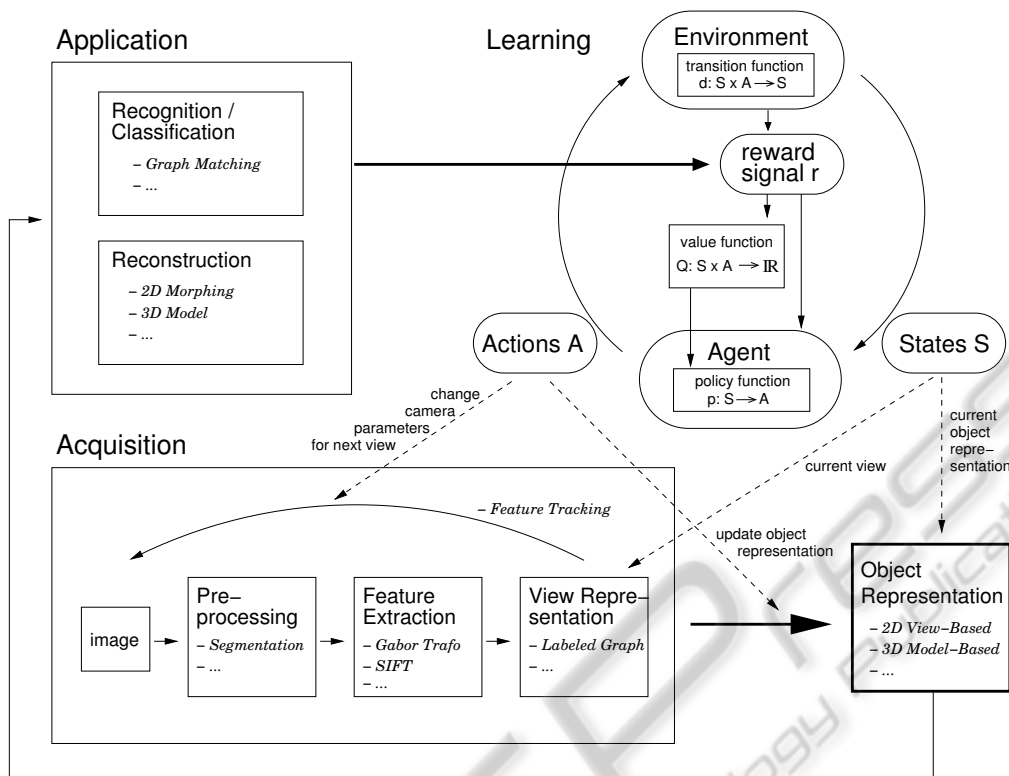 Application
Recognition /
Classification
– Graph Matching
– ...
Reconstruction
– 2D Morphing
– 3D Model
– ...
Learning
Environment
transition function
d: S x A → S
reward
signal r
value function
Q: S x A → IR
Agent
policy function
p: S → A
Actions A
States S
change
camera
parameters
for next view
current view
current
object
repre–
sentation
update object
representation
Acquisition
– Feature Tracking
image
Pre–
processing
– Segmentation
– ...
Feature
Extraction
– Gabor Trafo
– SIFT
– ...
View Repre–
sentation
– Labeled Graph
– ...
Object
Representation
– 2D View–Based
– 3D Model–Based
– ...